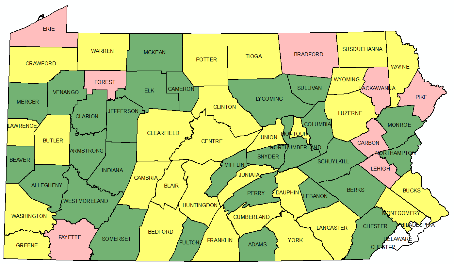 ERIE
CRAWFORD
WARREN
MCKEAN
POTTER
TIOGA
BRADFORD
SUSQUEHANNA
WAYNE
WYOMING
LACKAWANNA
PIKE
MERCER
VENANGO
FOREST
ELK
CAMERON
SULLIVAN
LYCOMING
CLINTON
LUZERNE
CLARION
JEFFERSON
LAWRENCE
BUTLER
CLEARFIELD
CENTRE
UNION
COLUMBIA
MONROE
CARBON
NORTHUMBERLAND
SNYDER
MIFFLIN
JUNIATA
SCHUYLKILL
NORTHAMPTON
LEHIGH
BEAVER
ARMSTRONG
INDIANA
CAMBRIA
BLAIR
ALLEGHENY
WESTMORELAND
HUNTINGDON
PERRY
DAUPHIN
LEBANON
BERKS
BUCKS
MONTGOMERY
WASHINGTON
GREENE
FAYETTE
SOMERSET
BEDFORD
FULTON
FRANKLIN
CUMBERLAND
ADAMS
YORK
LANCASTER
CHESTER
DELAWARE